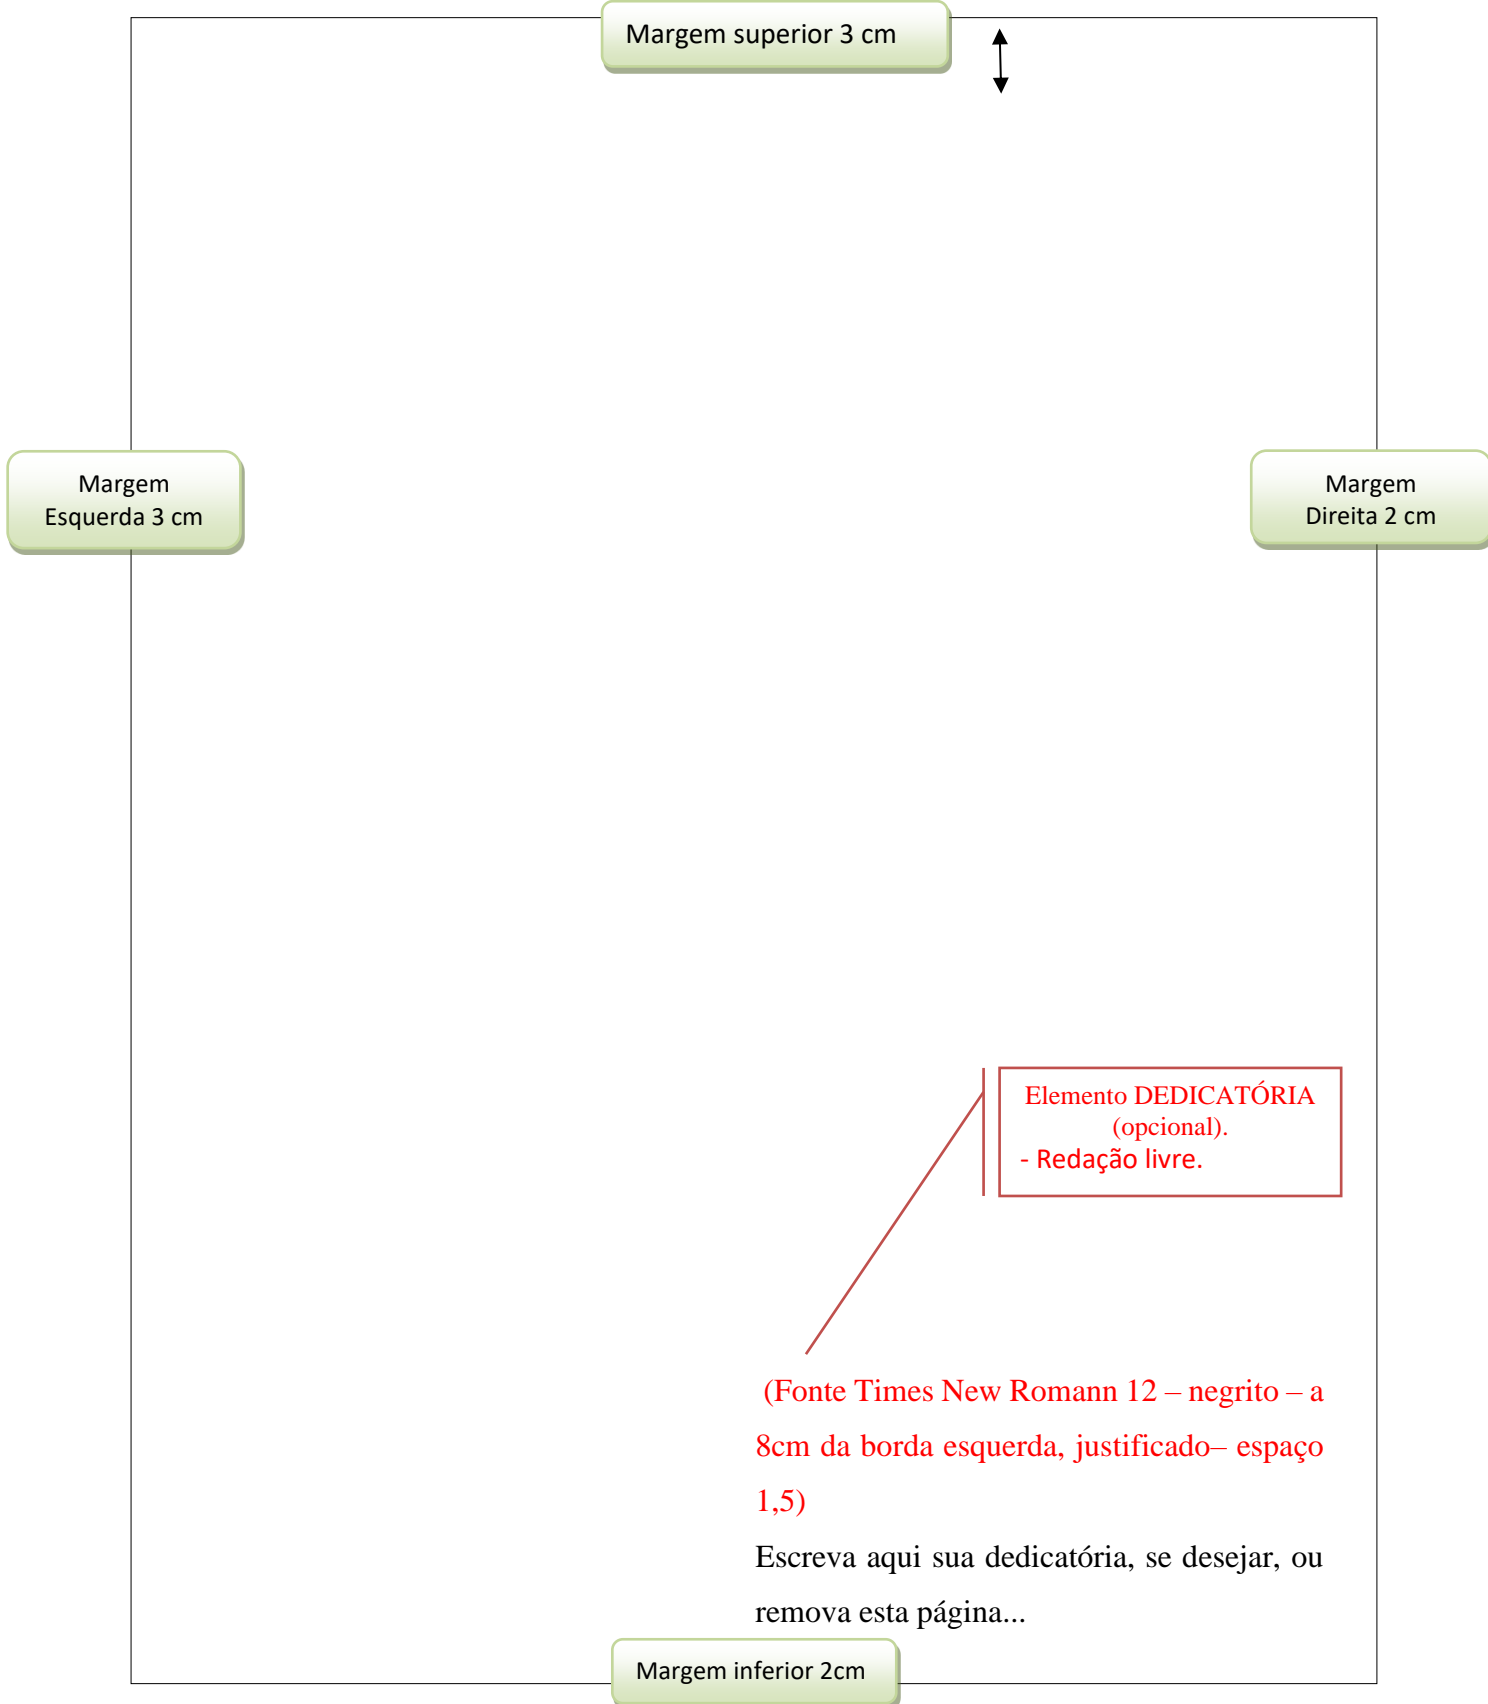 Margem superior 3 cm
Margem
Esquerda 3 cm
Margem
Direita 2 cm
Elemento DEDICATÓRIA
(opcional).
- Redação livre.
(Fonte Times New Romann 12 – negrito – a
8cm da borda esquerda, justificado– espaço
1,5)
Escreva aqui sua dedicatória, se desejar, ou
remova esta página...
Margem inferior 2cm